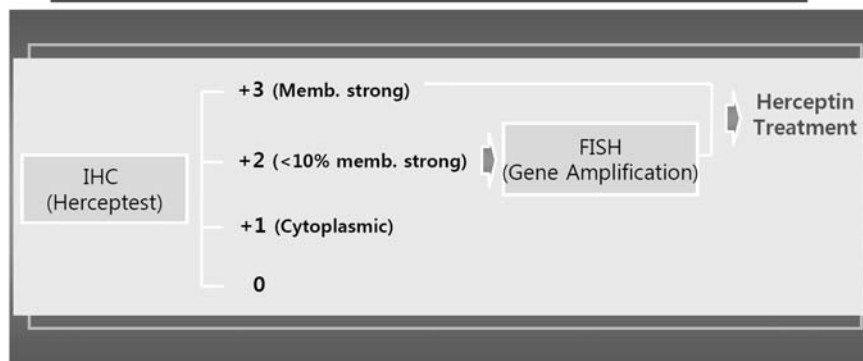 IHC
(Herceptest)
+3 (Memb. strong)
+2 (<10% memb. strong)
+1 (Cytoplasmic)
0
FISH
(Gene Amplification)
Herceptin
Treatment